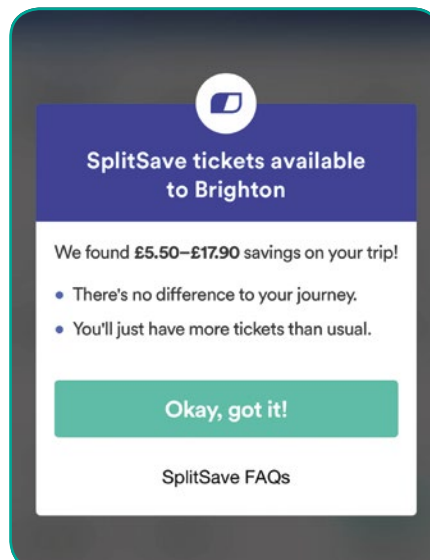 SplitSave tickets available
to Brighton
We found £5.50–£17.90 savings on your trip!
• There's no difference to your journey.
• You'll just have more tickets than usual.
Okay, got it!
SplitSave FAQs